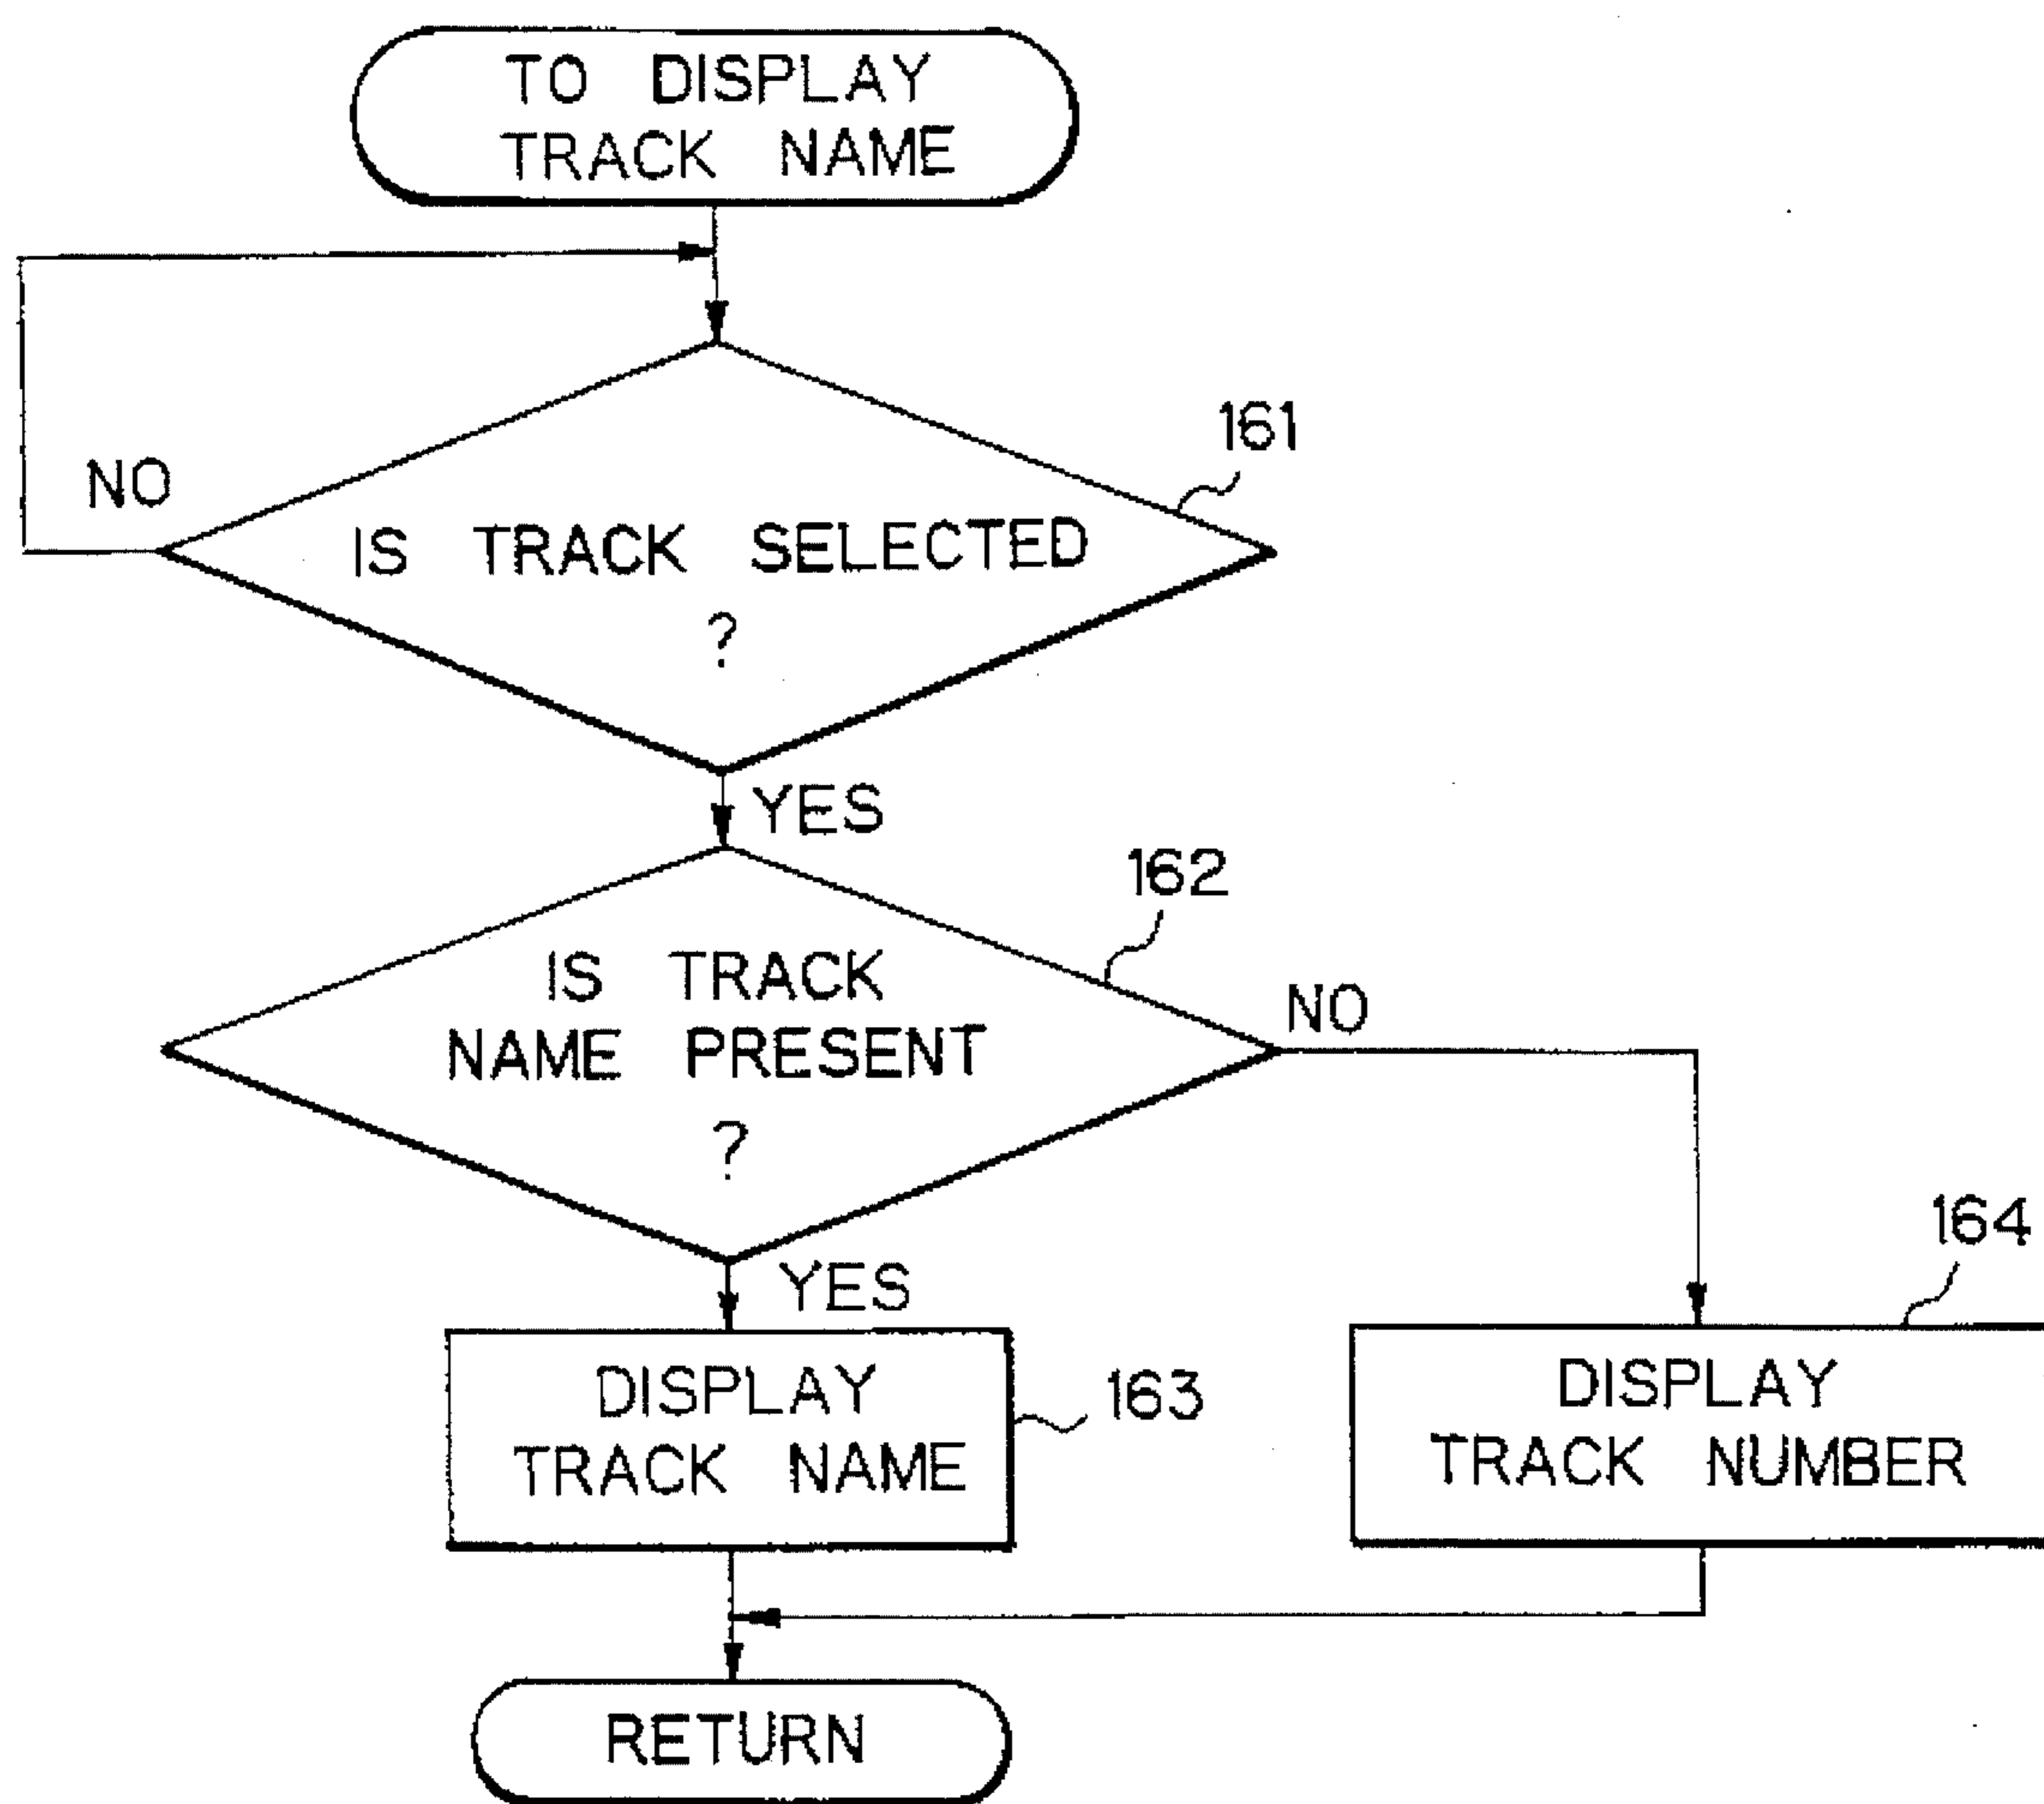 TO DISPLAY
TRACK NAME
161
NO
IS TRACK SELECTED
?
YES
162
IS TRACK
NAME PRESENT
?
NO
YES
164
DISPLAY
TRACK NAME
163
DISPLAY
TRACK NUMBER
RETURN